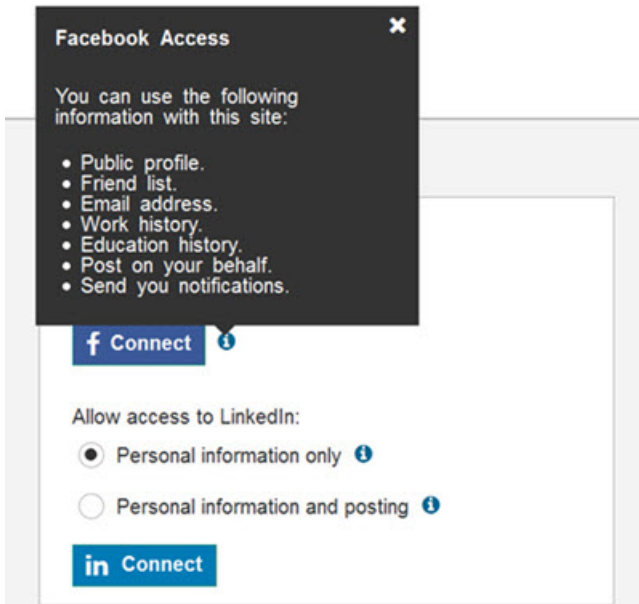 Facebook Access
You can use the following
information with this site:
• Public profile.
• Friend list.
• Email address.
• Work history.
• Education history.
• Post on your behalf.
• Send you notifications.
f Connect
Allow access to LinkedIn:
Personal information only
Personal information and posting
in Connect